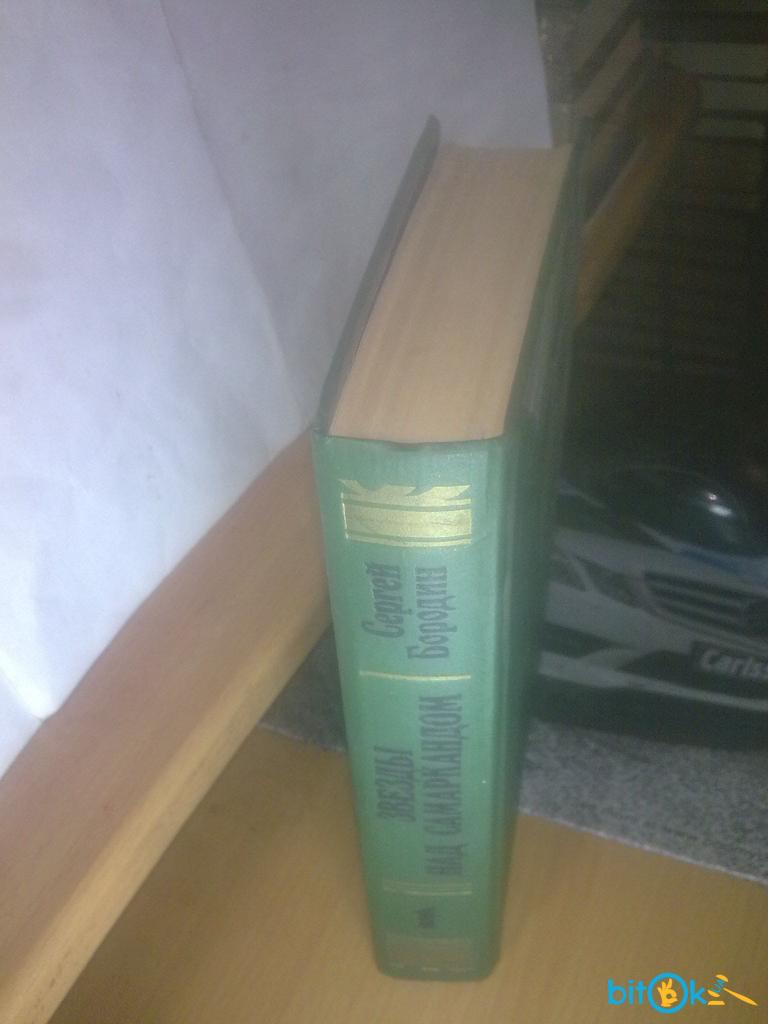 Сергей
Бородин
ЗВЕЗДЫ
НАД САМАРКАНДОМ
Carlss
bitOk